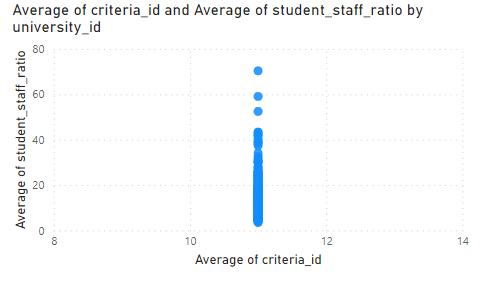 Average of criteria_id and Average of student_staff_ratio by
university_id
Average of student_staff_ratio
80
60
40
20
0
8
10
12
14
Average of criteria_id